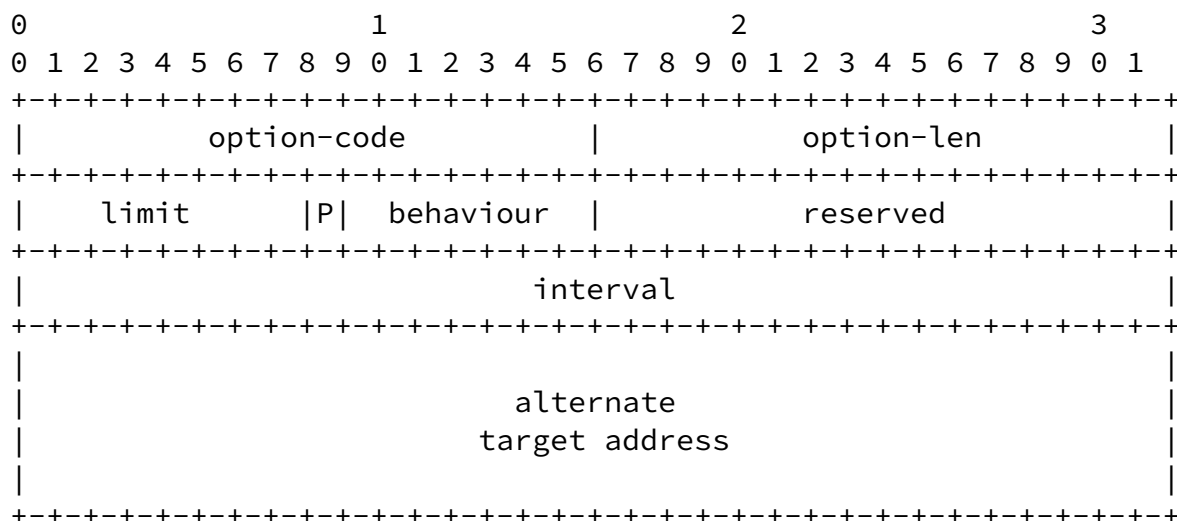 0                   1                   2                   3
0 1 2 3 4 5 6 7 8 9 0 1 2 3 4 5 6 7 8 9 0 1 2 3 4 5 6 7 8 9 0 1
+-+-+-+-+-+-+-+-+-+-+-+-+-+-+-+-+-+-+-+-+-+-+-+-+-+-+-+-+-+-+-+-+
|          option-code          |           option-len          |
+-+-+-+-+-+-+-+-+-+-+-+-+-+-+-+-+-+-+-+-+-+-+-+-+-+-+-+-+-+-+-+-+
|    limit      |P|  behaviour  |           reserved            |
+-+-+-+-+-+-+-+-+-+-+-+-+-+-+-+-+-+-+-+-+-+-+-+-+-+-+-+-+-+-+-+-+
|                            interval                           |
+-+-+-+-+-+-+-+-+-+-+-+-+-+-+-+-+-+-+-+-+-+-+-+-+-+-+-+-+-+-+-+-+
|                                                               |
|                           alternate                           |
|                         target address                        |
|                                                               |
+-+-+-+-+-+-+-+-+-+-+-+-+-+-+-+-+-+-+-+-+-+-+-+-+-+-+-+-+-+-+-+-+